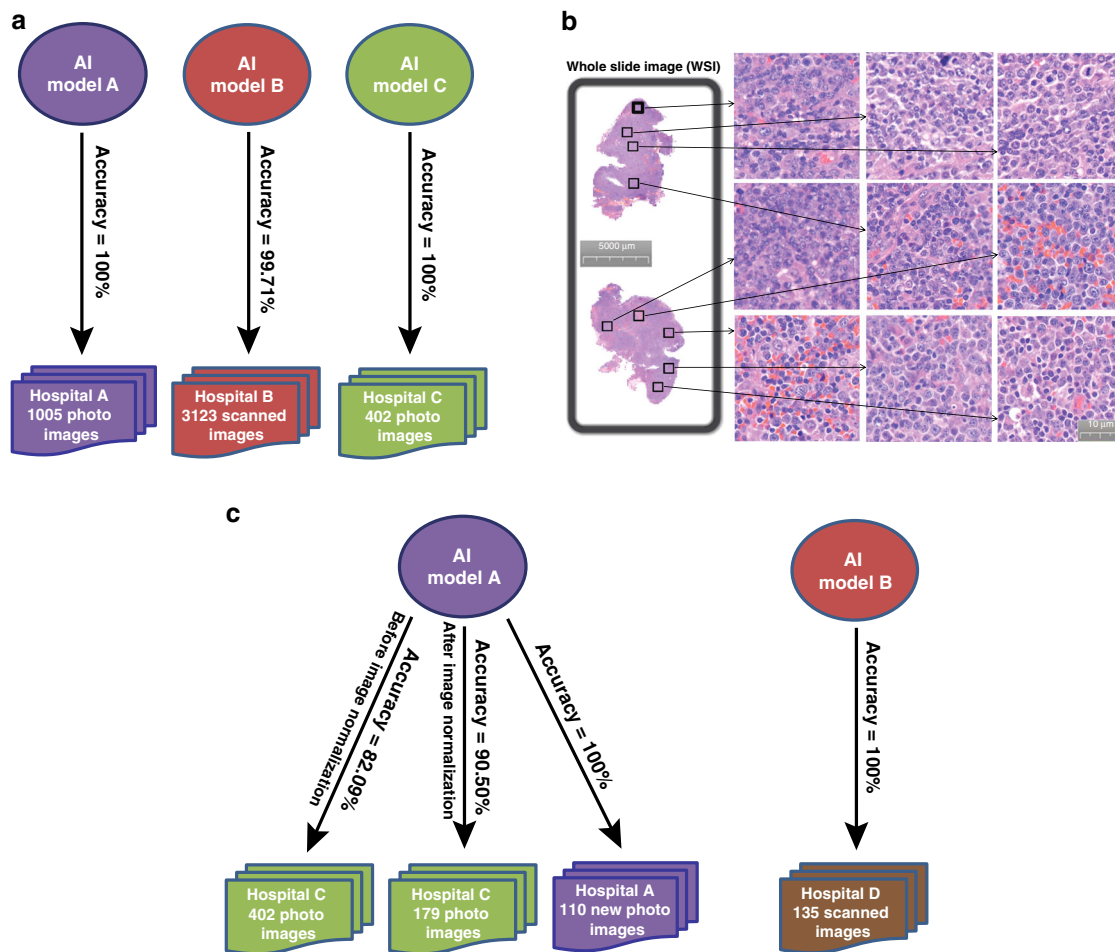 a
AI
model A
AI
model B
AI
model C
Accuracy = 100%
Accuracy = 99.71%
Accuracy = 100%
Hospital A
1005 photo
images
Hospital B
3123 scanned
images
Hospital C
402 photo
images
b
Whole slide image (WSI)
5000 µm
10 µm
c
AI
model A
AI
model B
Before image normalization
Accuracy = 82.09%
After image normalization
Accuracy = 90.50%
Accuracy = 100%
Accuracy = 100%
Hospital C
402 photo
images
Hospital C
179 photo
images
Hospital A
110 new photo
images
Hospital D
135 scanned
images